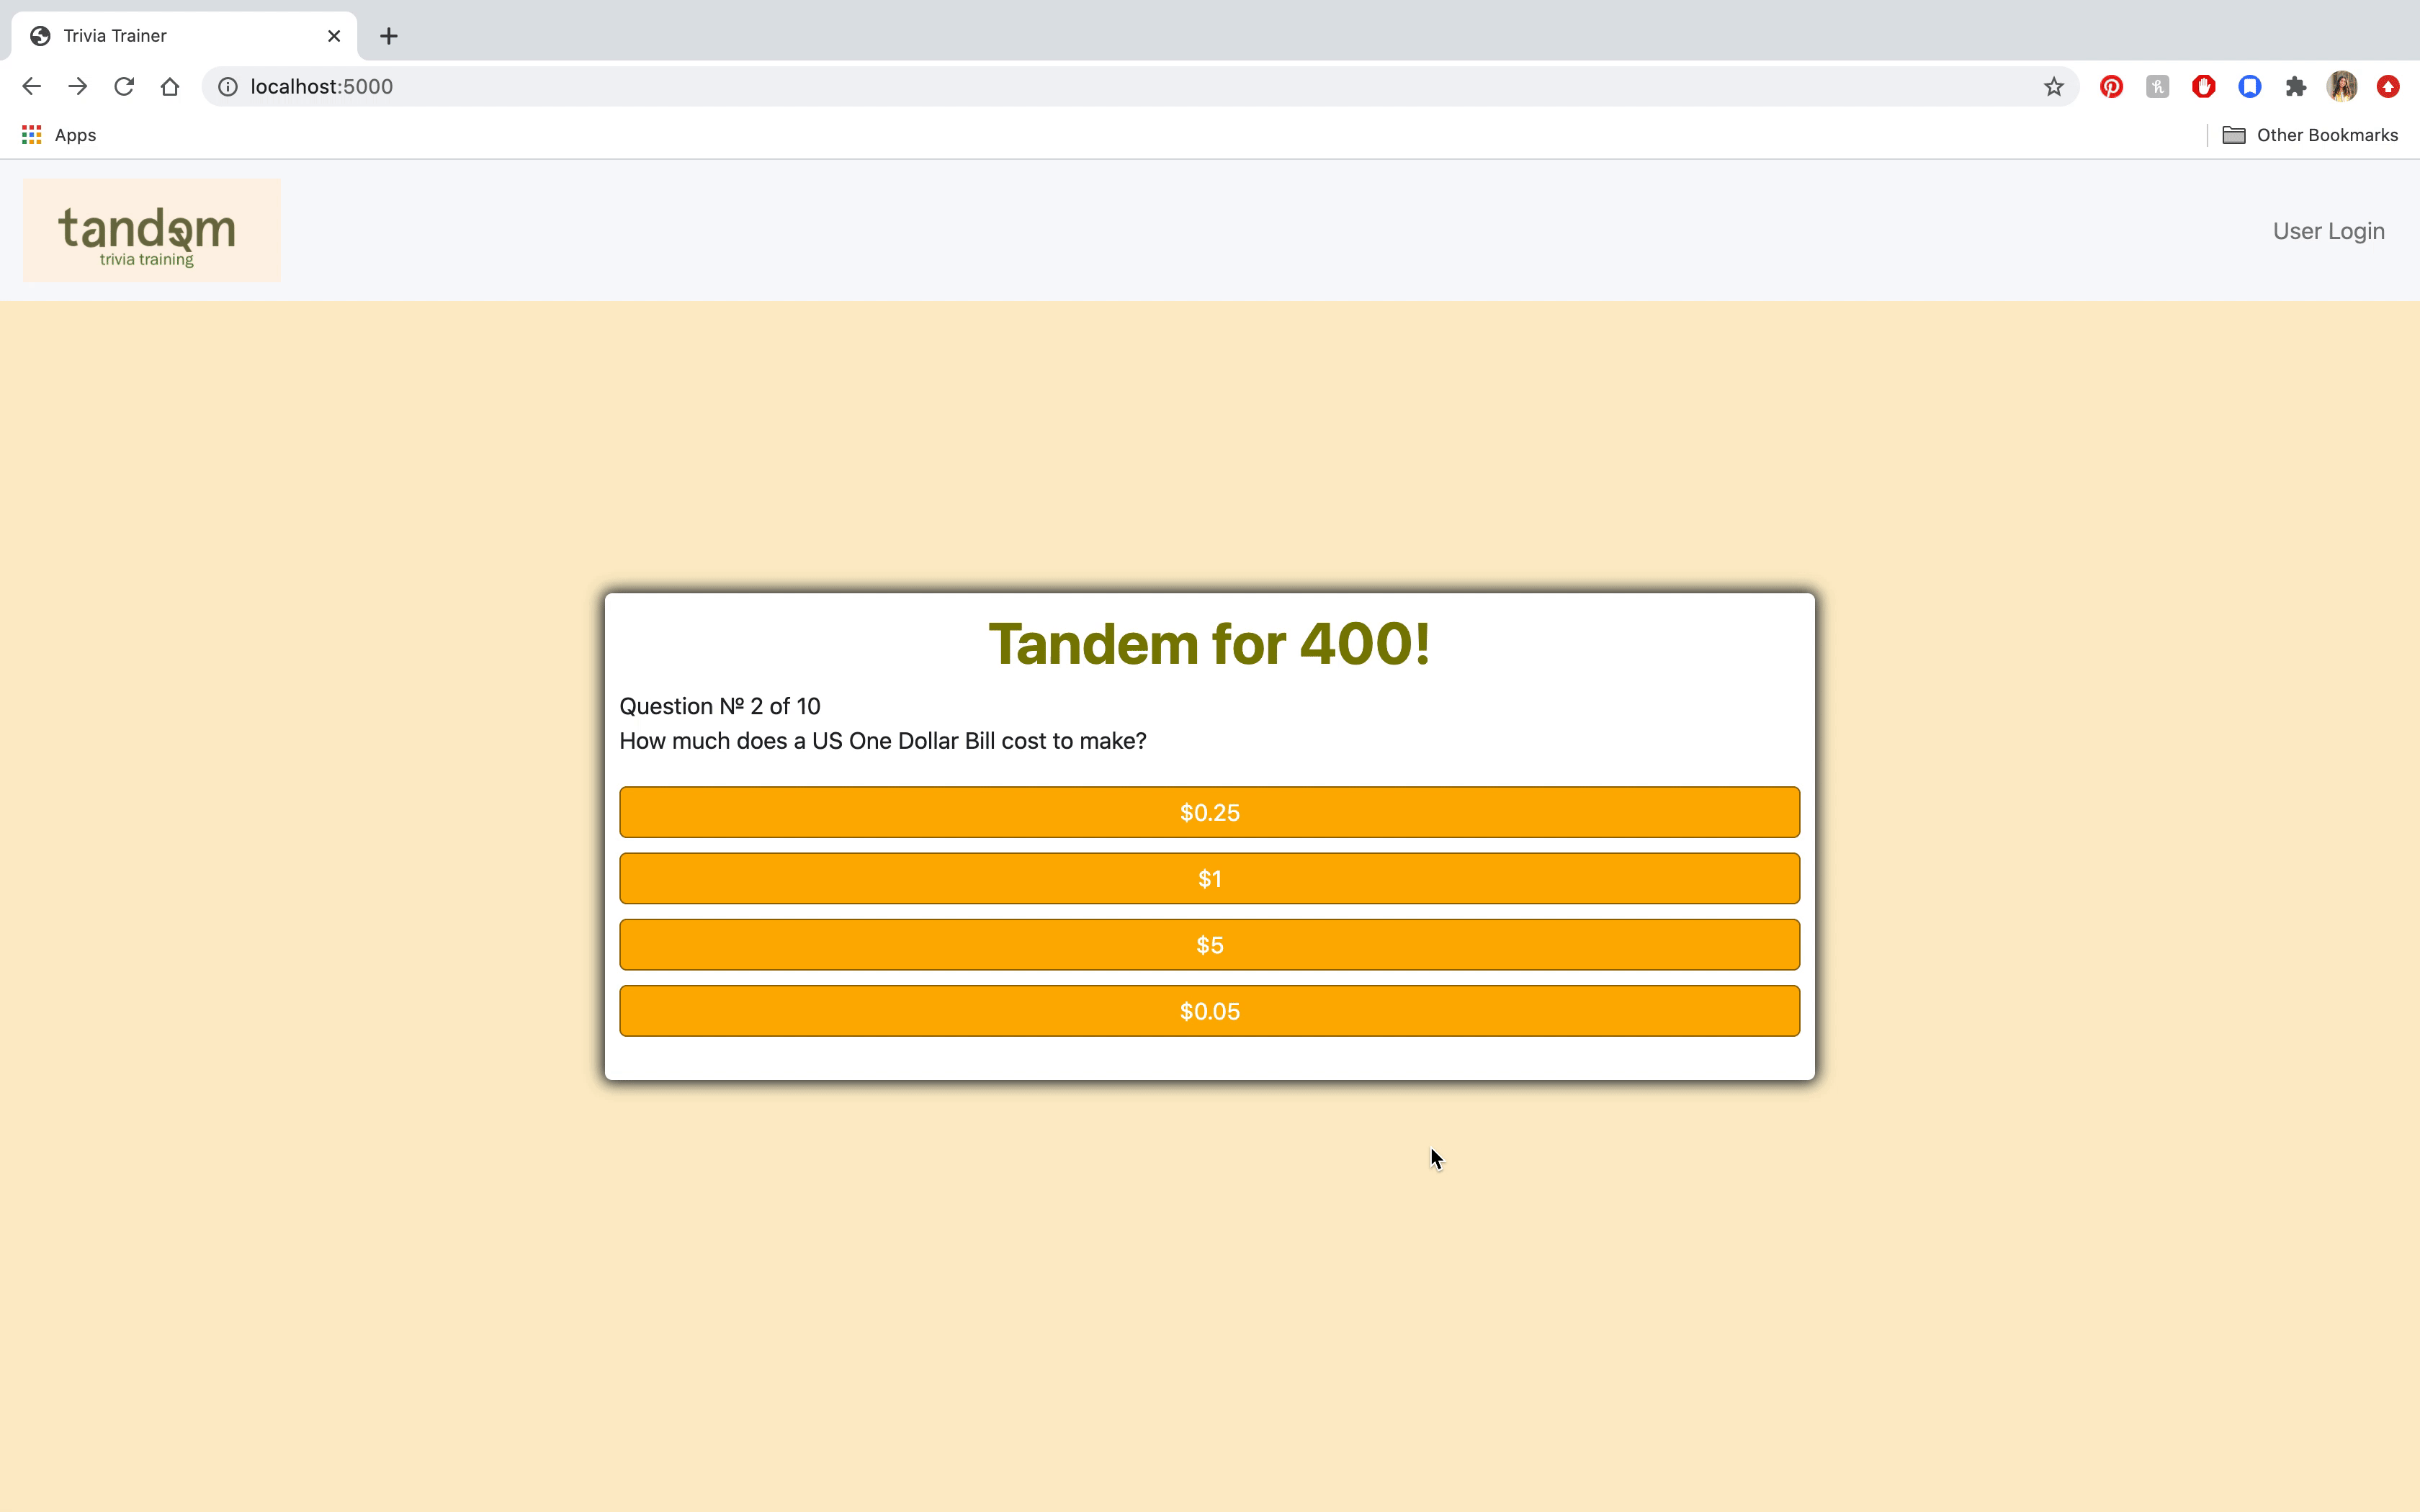 Trivia Trainer
localhost:5000
Apps
Other Bookmarks
tandem
trivia training
User Login
Tandem for 400!
Question № 2 of 10
How much does a US One Dollar Bill cost to make?
$0.25
$1
$5
$0.05